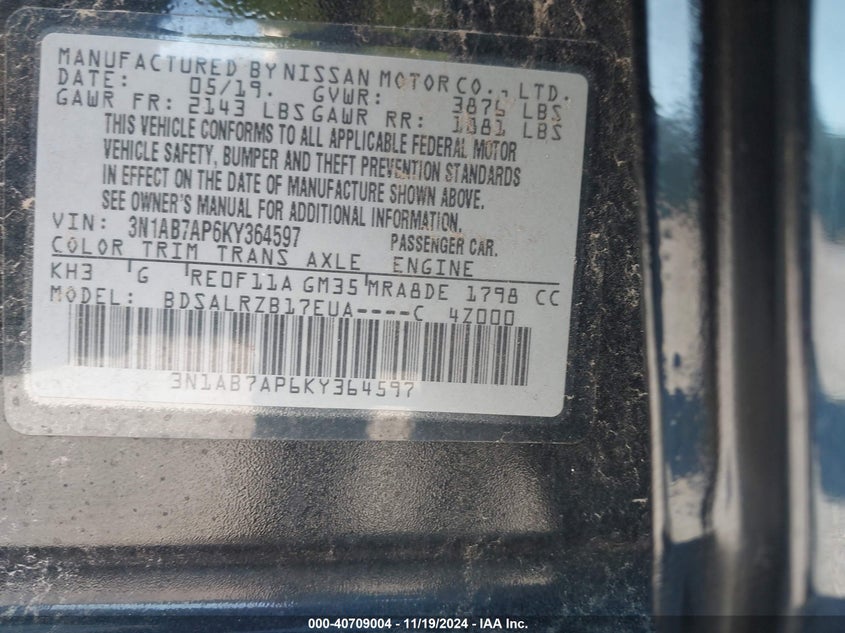 MANUFACTURED BY NISSAN MOTOR CO., LTD.
DATE: 05/19. GVWR: 3876 LBS
GAWR FR: 2143 LBS GAWR RR: 1881 LBS
THIS VEHICLE CONFORMS TO ALL APPLICABLE FEDERAL MOTOR
VEHICLE SAFETY, BUMPER AND THEFT PREVENTION STANDARDS
IN EFFECT ON THE DATE OF MANUFACTURE SHOWN ABOVE.
SEE OWNER'S MANUAL FOR ADDITIONAL INFORMATION.
VIN: 3N1AB7AP6KY364597 PASSENGER CAR.
COLOR TRIM TRANS AXLE ENGINE
KH3 G RE0F11A GM35 MRA8DE 1798 CC
MODEL: BDSALRZB17EUA----C 4Z000
3N1AB7AP6KY364597
000-40709004 - 11/19/2024 - IAAI Inc.